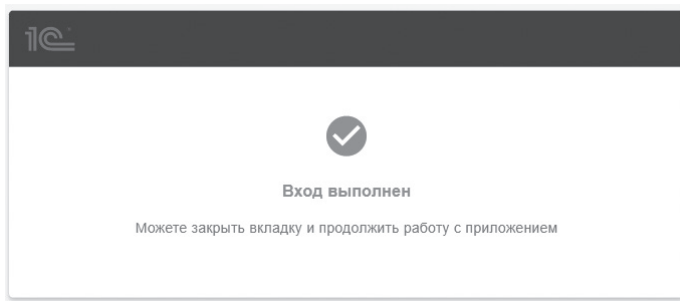 1С
Вход выполнен
Можете закрыть вкладку и продолжить работу с приложением